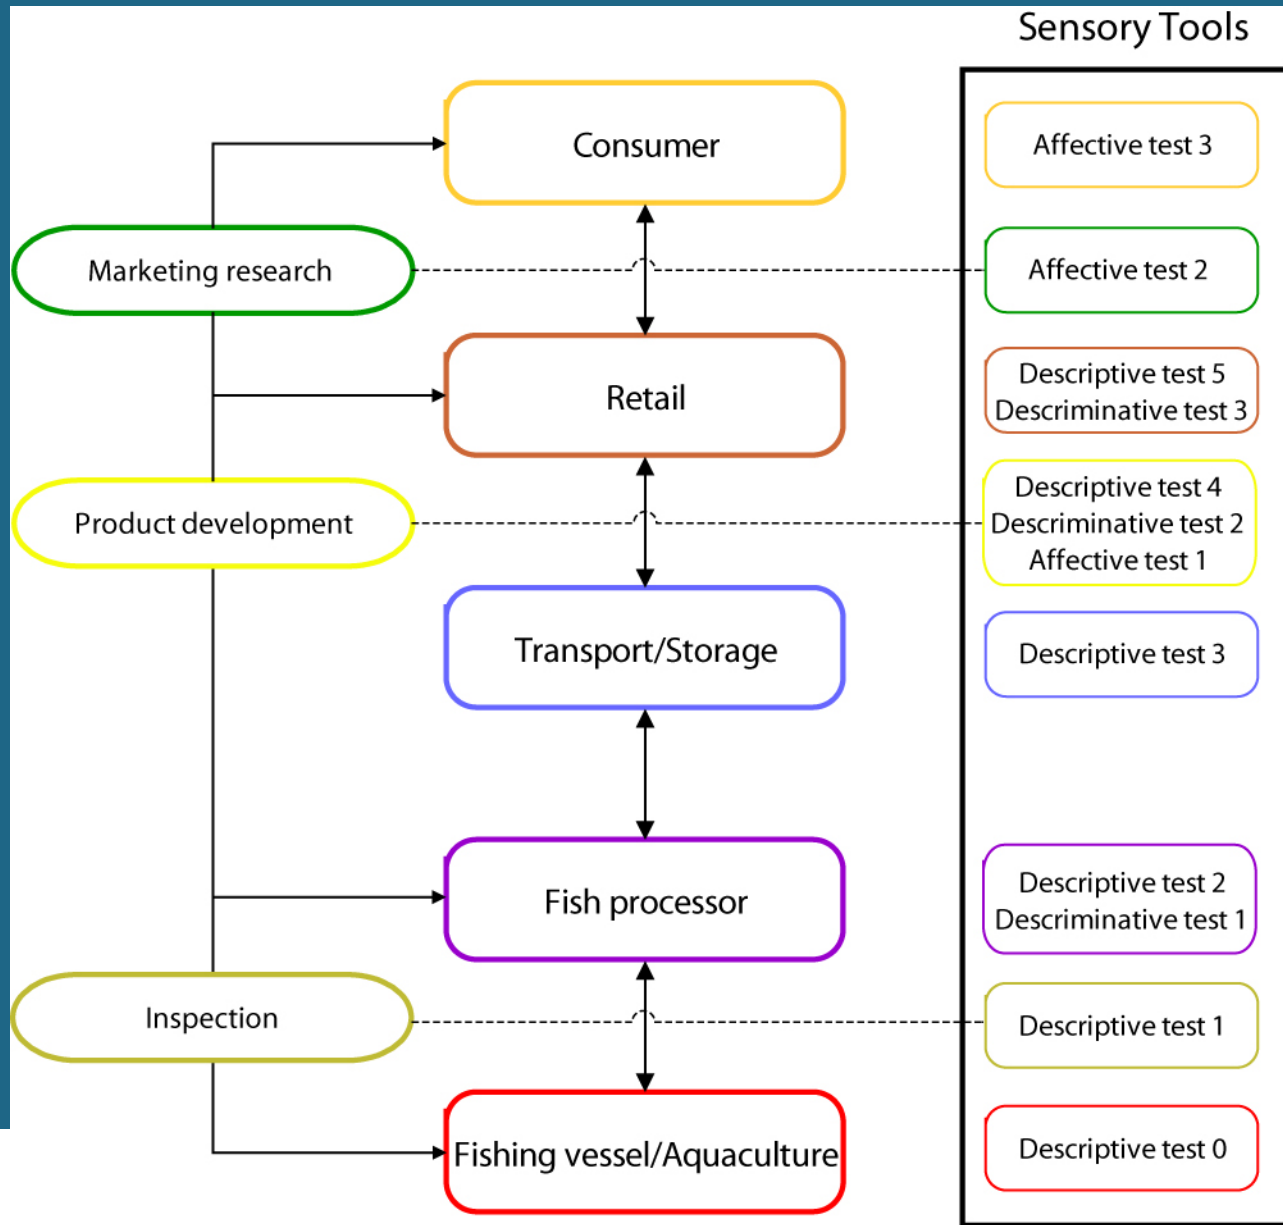 Sensory Tools
Consumer
Affective test 3
Marketing research
Affective test 2
Retail
Descriptive test 5
Descriminative test 3
Product development
Descriptive test 4
Descriminative test 2
Affective test 1
Transport/Storage
Descriptive test 3
Fish processor
Descriptive test 2
Descriminative test 1
Inspection
Descriptive test 1
Fishing vessel/Aquaculture
Descriptive test 0